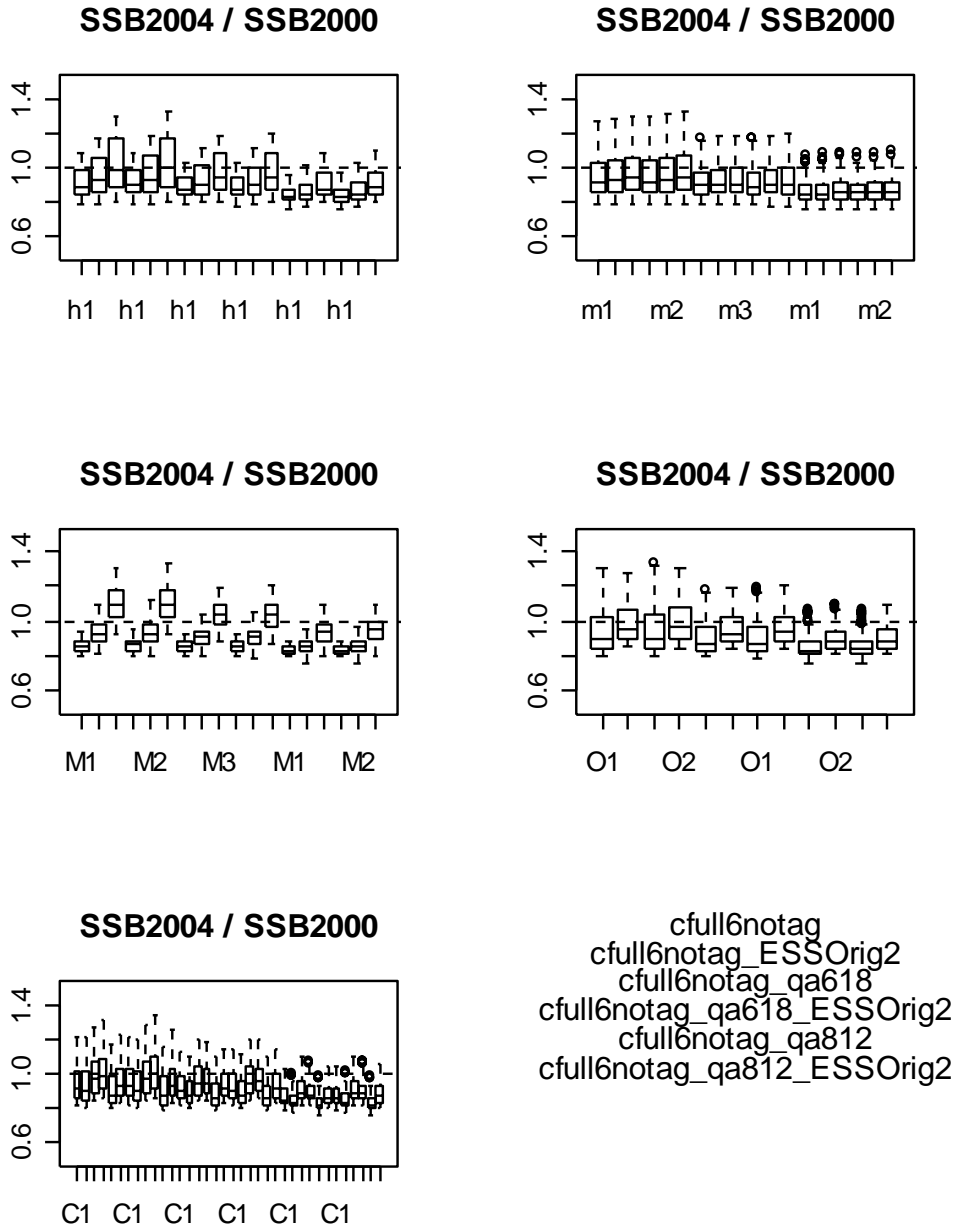 SSB2004 / SSB2000
0.6 1.0 1.4
h1 h1 h1 h1 h1 h1
SSB2004 / SSB2000
0.6 1.0 1.4
m1 m2 m3 m1 m2
SSB2004 / SSB2000
0.6 1.0 1.4
M1 M2 M3 M1 M2
SSB2004 / SSB2000
0.6 1.0 1.4
O1 O2 O1 O2
SSB2004 / SSB2000
0.6 1.0 1.4
C1 C1 C1 C1 C1 C1
cfull6notag
cfull6notag_ESSOrig2
cfull6notag_qa618
cfull6notag_qa618_ESSOrig2
cfull6notag_qa812
cfull6notag_qa812_ESSOrig2